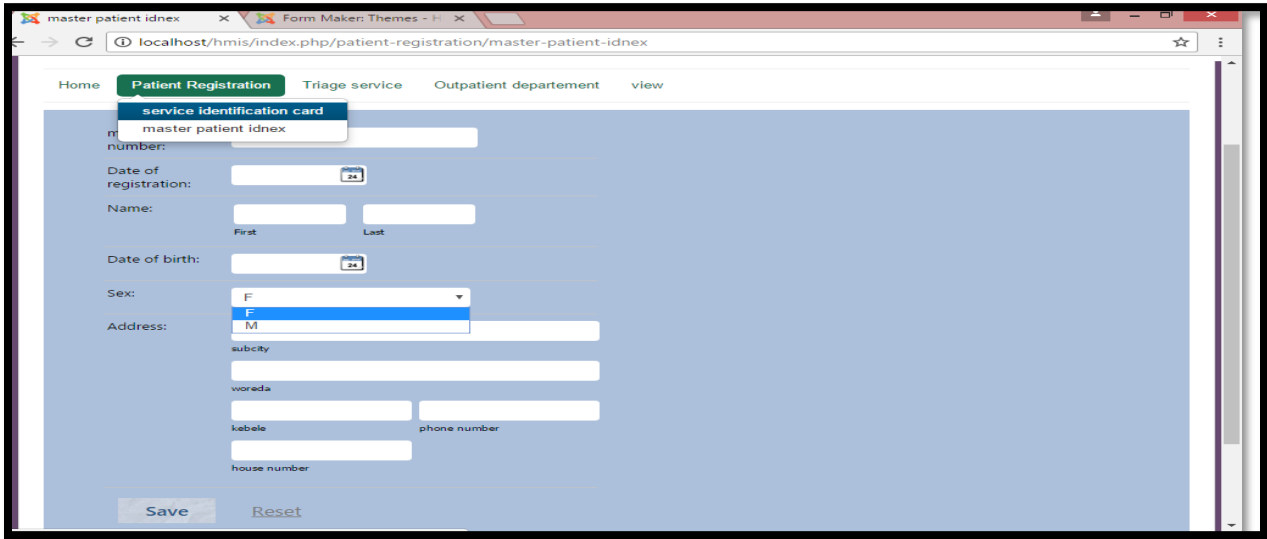 master patient idnex
Form Maker: Themes - H
localhost/hmis/index.php/patient-registration/master-patient-idnex
Home Patient Registration Triage service Outpatient departement view
service identification card
master patient idnex
number:
Date of
registration:
24
Name:
First Last
Date of birth:
24
Sex:
F
F
M
Address:
subcity
woreda
kebele phone number
house number
Save Reset